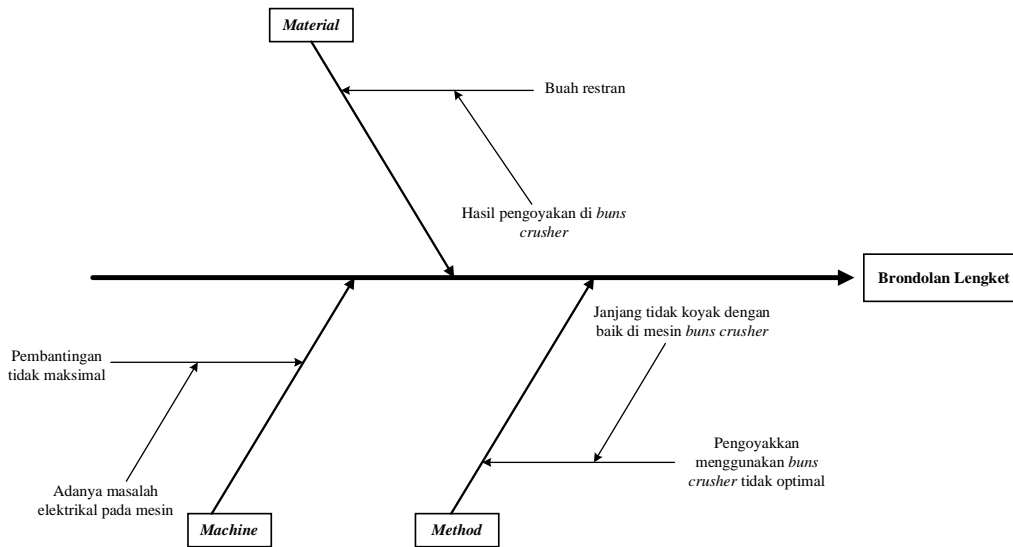 Material
Buah restran
Hasil pengoyakan di buns
crusher
Brondolan Lengket
Janjang tidak koyak dengan
baik di mesin buns crusher
Pembantingan
tidak maksimal
Pengoyakkan
menggunakan buns
crusher tidak optimal
Adanya masalah
elektrikal pada mesin
Machine
Method